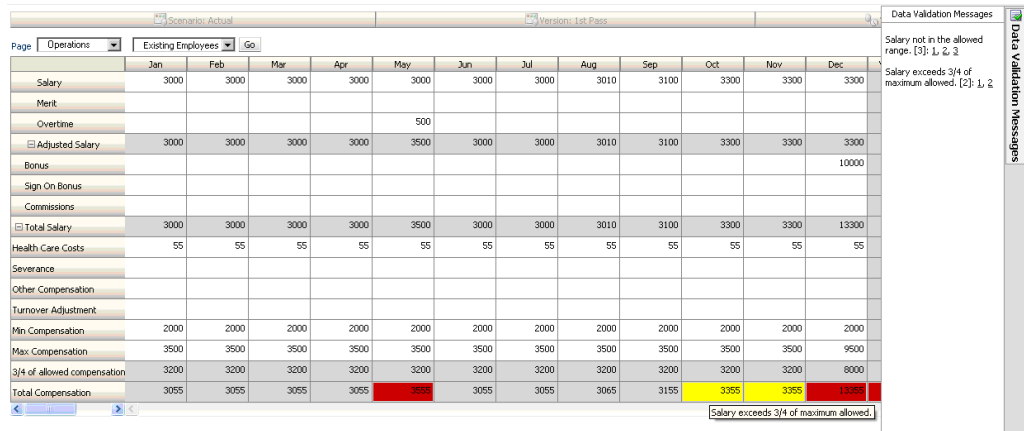 Scenario: Actual Version: 1st Pass
Data Validation Messages
Salary not in the allowed
range. [3]: 1, 2, 3
Salary exceeds 3/4 of
maximum allowed. [2]: 1, 2
Data Validation Messages
Page Operations Existing Employees Go
Jan Feb Mar Apr May Jun Jul Aug Sep Oct Nov Dec
Salary 3000 3000 3000 3000 3000 3000 3000 3010 3100 3300 3300 3300
Merit
Overtime 500
Adjusted Salary 3000 3000 3000 3000 3500 3000 3000 3010 3100 3300 3300 3300
Bonus 10000
Sign On Bonus
Commissions
Total Salary 3000 3000 3000 3000 3500 3000 3000 3010 3100 3300 3300 13300
Health Care Costs 55 55 55 55 55 55 55 55 55 55 55 55
Severance
Other Compensation
Turnover Adjustment
Min Compensation 2000 2000 2000 2000 2000 2000 2000 2000 2000 2000 2000 2000
Max Compensation 3500 3500 3500 3500 3500 3500 3500 3500 3500 3500 3500 9500
3/4 of allowed compensation 3200 3200 3200 3200 3200 3200 3200 3200 3200 3200 3200 8000
Total Compensation 3055 3055 3055 3055 3555 3055 3055 3065 3155 3355 3355 13355
Salary exceeds 3/4 of maximum allowed.